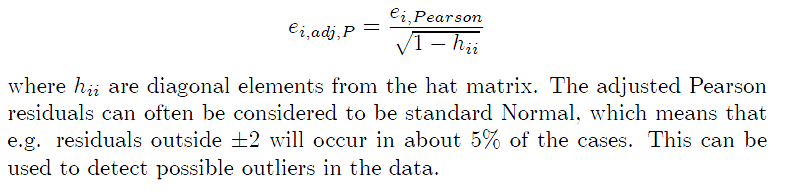 e_{i,adj,P} = \frac{e_{i,Pearson}}{\sqrt{1 - h_{ii}}}
where h_{ii} are diagonal elements from the hat matrix. The adjusted Pearson
residuals can often be considered to be standard Normal, which means that
e.g. residuals outside ±2 will occur in about 5% of the cases. This can be
used to detect possible outliers in the data.